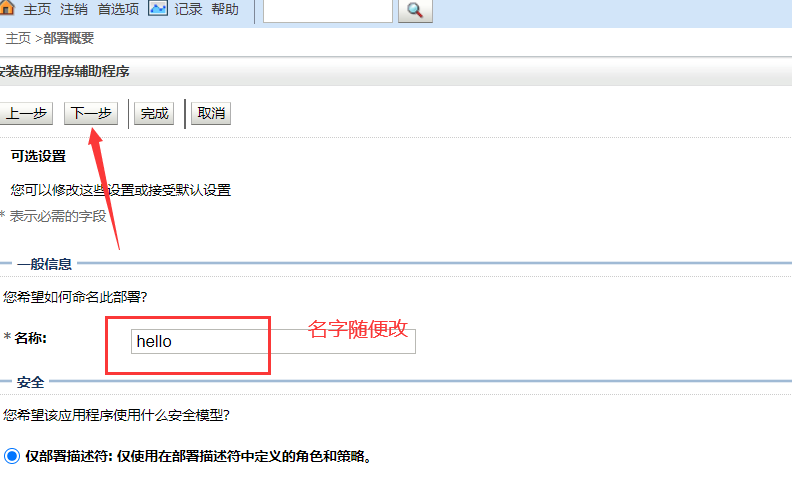 主页 注销 首选项 记录 帮助
主页 >部署概要
安装应用程序辅助程序
上一步 下一步 完成 取消
可选设置
您可以修改这些设置或接受默认设置
* 表示必需的字段
一般信息
您希望如何命名此部署?
* 名称: hello 名字随便改
安全
您希望该应用程序使用什么安全模型?
仅部署描述符: 仅使用在部署描述符中定义的角色和策略。